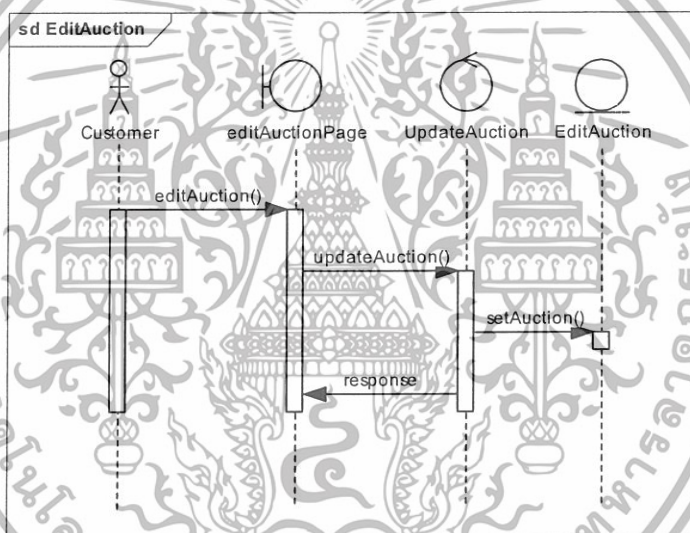 sd EditAuction
Customer
editAuctionPage
UpdateAuction
EditAuction
editAuction()
updateAuction()
setAuction()
response